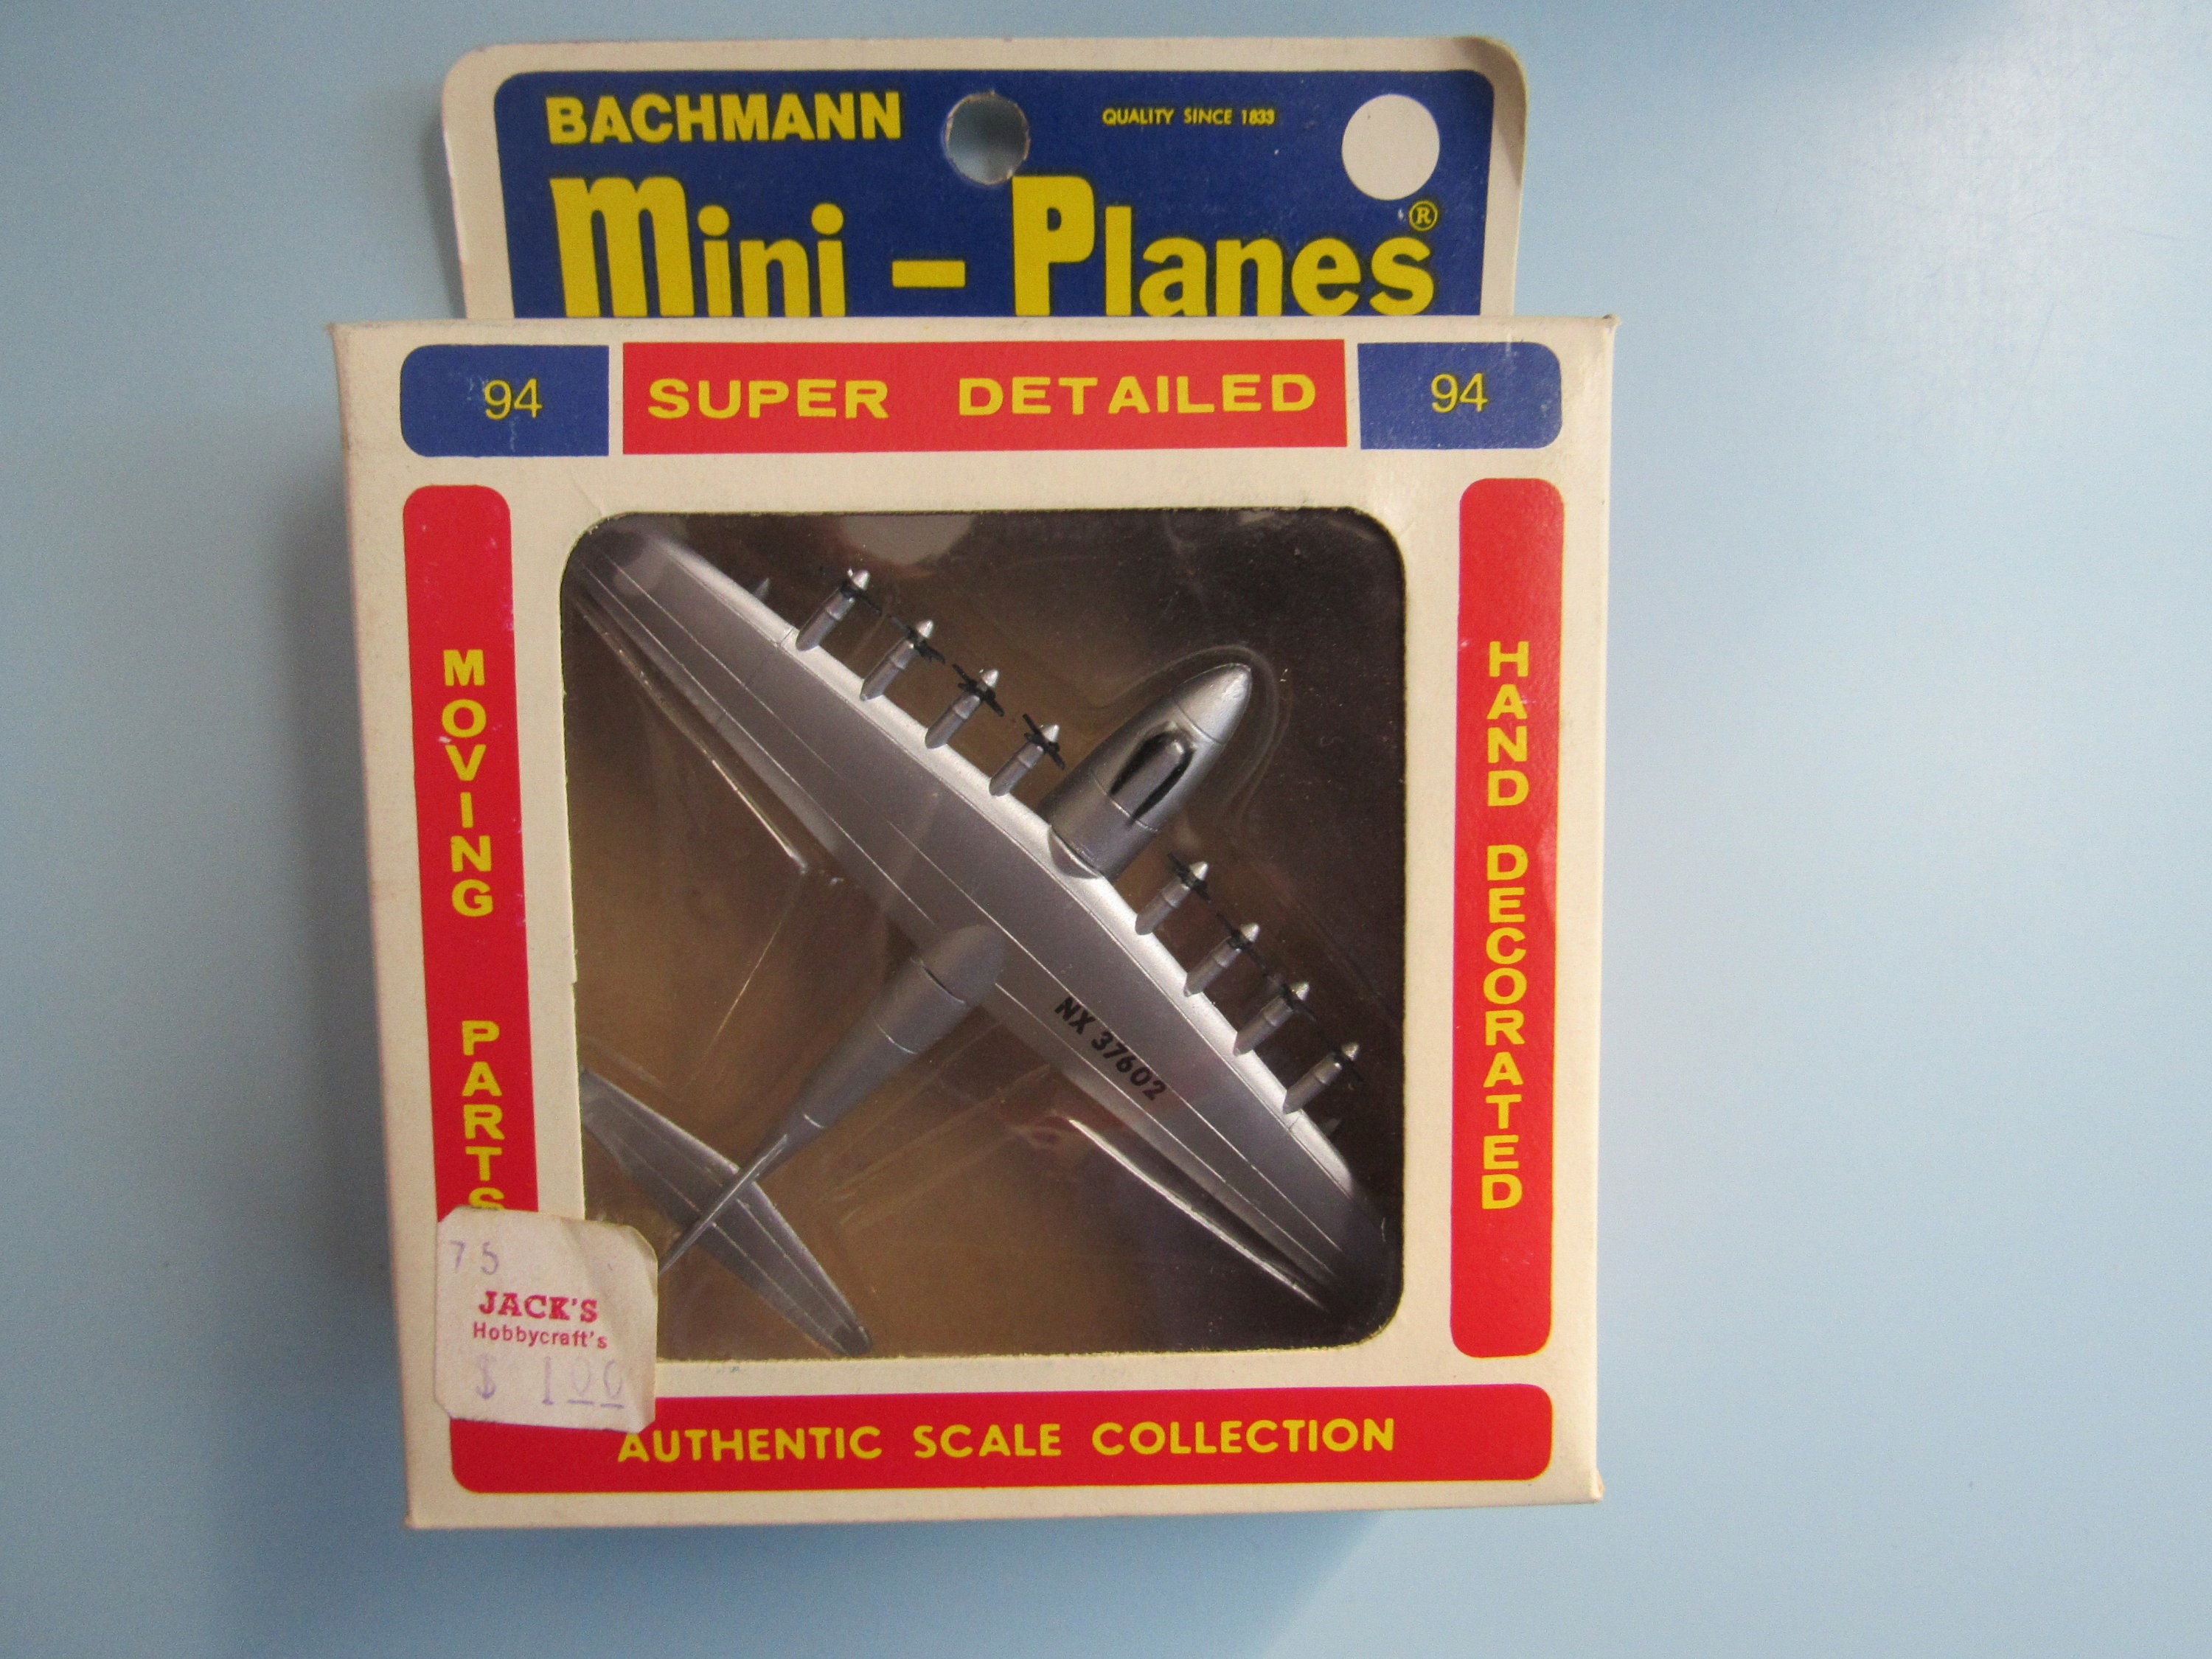 BACHMANN
QUALITY SINCE 1833
Mini - Planes®
94
SUPER DETAILED
94
MOVING PARTS
HAND DECORATED
NX 37602
75
JACK'S
Hobbycraft's
$ 1.00
AUTHENTIC SCALE COLLECTION